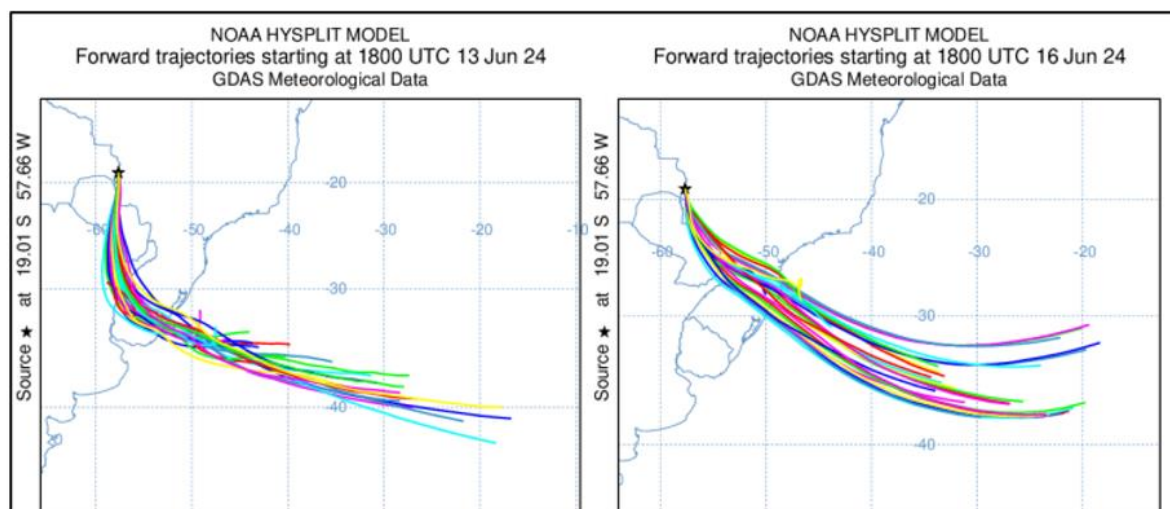 NOAA HYSPLIT MODEL
Forward trajectories starting at 1800 UTC 13 Jun 24
GDAS Meteorological Data
Source ★ at 19.01 S 57.66 W
-20
-60
-50
-40
-30
-20
-10
-30
-40
NOAA HYSPLIT MODEL
Forward trajectories starting at 1800 UTC 16 Jun 24
GDAS Meteorological Data
Source ★ at 19.01 S 57.66 W
-20
-60
-50
-40
-30
-20
-30
-40